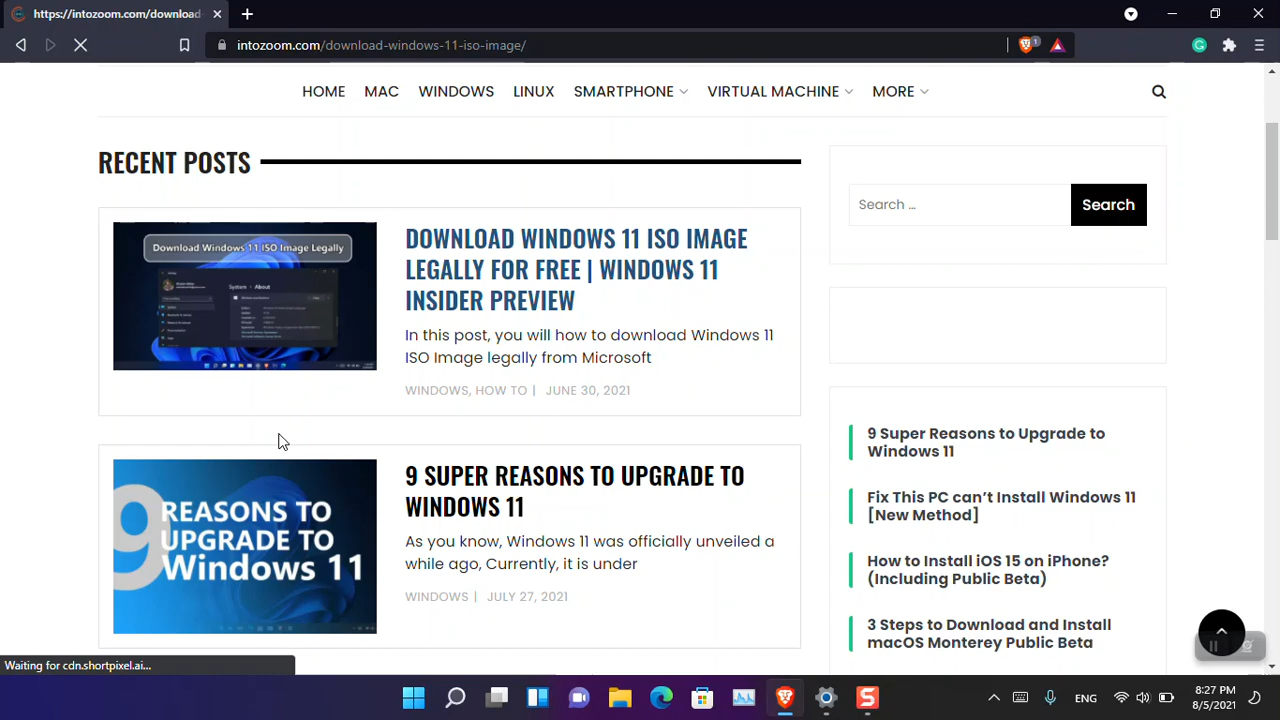 https://intozoom.com/download
intozoom.com/download-windows-11-iso-image/
1
HOME MAC WINDOWS LINUX SMARTPHONE VIRTUAL MACHINE MORE
RECENT POSTS
Search …
Search
Download Windows 11 ISO Image Legally
System › About
DOWNLOAD WINDOWS 11 ISO IMAGE
LEGALLY FOR FREE | WINDOWS 11
INSIDER PREVIEW
In this post, you will how to download Windows 11
ISO Image legally from Microsoft
WINDOWS, HOW TO | JUNE 30, 2021
9
REASONS TO
UPGRADE TO
Windows 11
9 SUPER REASONS TO UPGRADE TO
WINDOWS 11
As you know, Windows 11 was officially unveiled a
while ago, Currently, it is under
WINDOWS | JULY 27, 2021
9 Super Reasons to Upgrade to
Windows 11
Fix This PC can’t Install Windows 11
[New Method]
How to Install iOS 15 on iPhone?
(Including Public Beta)
3 Steps to Download and Install
macOS Monterey Public Beta
Waiting for cdn.shortpixel.ai...
ENG
8:27 PM
8/5/2021